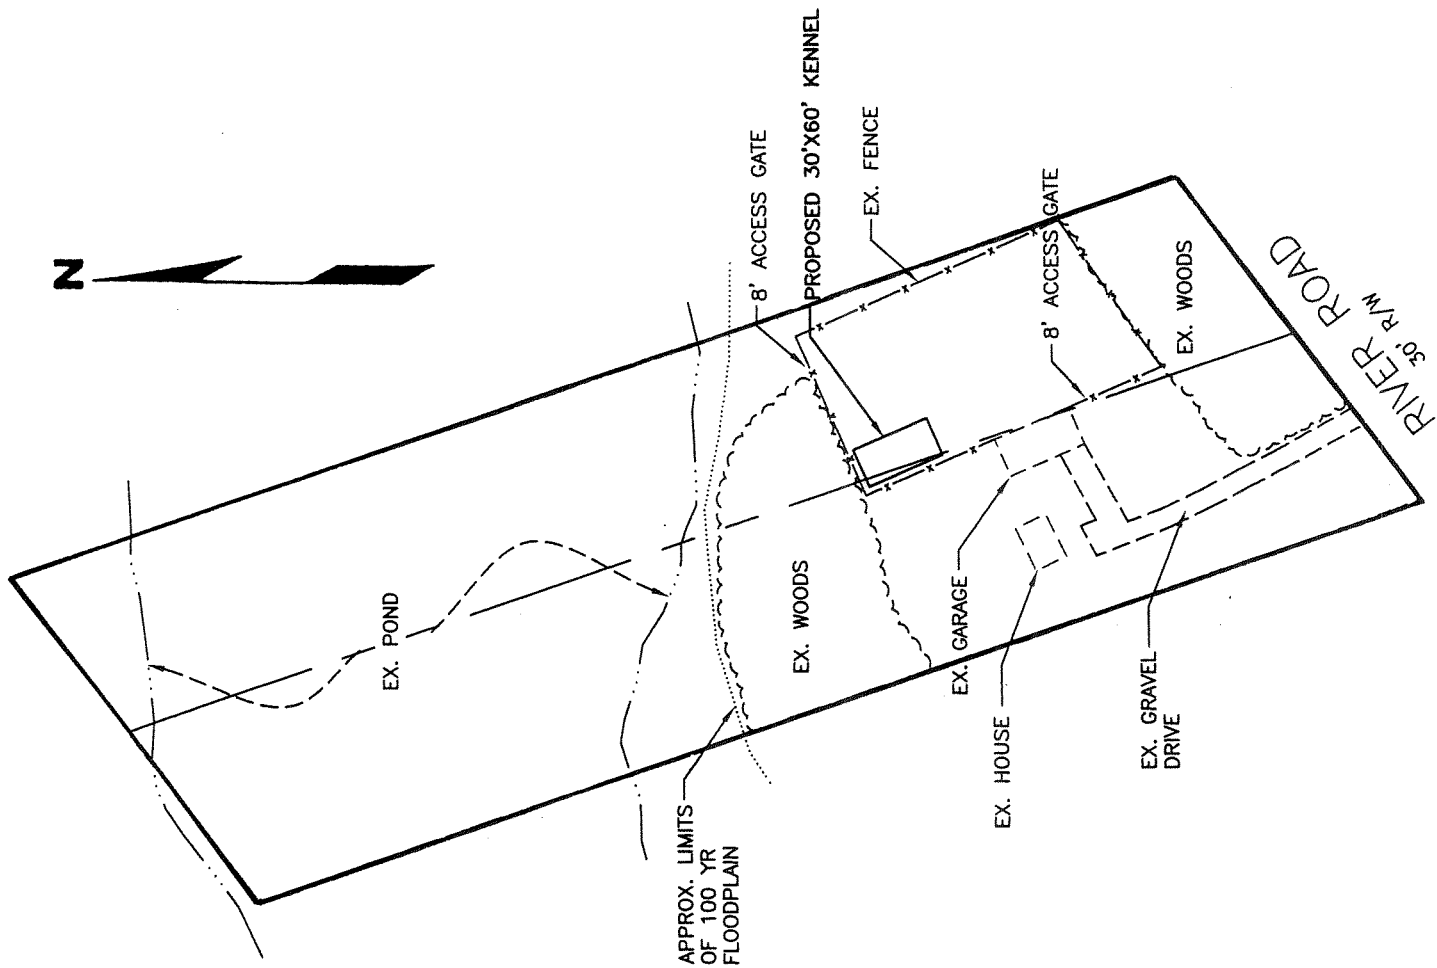 N
8' ACCESS GATE
PROPOSED 30'X60' KENNEL
EX. FENCE
8' ACCESS GATE
EX. WOODS
RIVER ROAD
30' R/W
EX. POND
EX. WOODS
APPROX. LIMITS
OF 100 YR
FLOODPLAIN
EX. GARAGE
EX. HOUSE
EX. GRAVEL
DRIVE